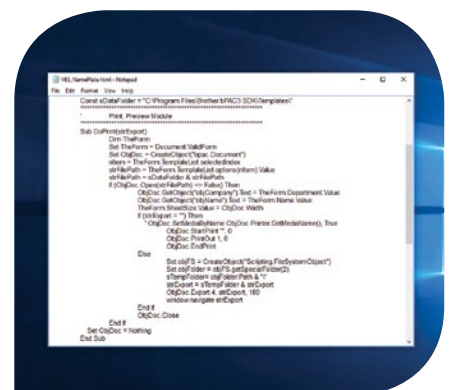 VBS_NamePlate.html - Notepad
File Edit Format View Help
Const sDataFolder = "C:\Program Files\Brother bPAC3 SDK\Templates\"
' Print, Preview Module
Sub DoPrint(strExport)
Dim TheForm
Set TheForm = Document.ValidForm
Set ObjDoc = CreateObject("bpac.Document")
nItem = TheForm.TemplateList.selectedIndex
strFilePath = TheForm.TemplateList.options(nItem).Value
strFilePath = sDataFolder & strFilePath
If (ObjDoc.Open(strFilePath) <> False) Then
ObjDoc.GetObject("objCompany").Text = TheForm.Department.Value
ObjDoc.GetObject("objName").Text = TheForm.Name.Value
TheForm.SheetSize.Value = ObjDoc.Width
If (strExport = "") Then
' ObjDoc.SetMediaByName ObjDoc.Printer.GetMediaName(), True
ObjDoc.StartPrint "", 0
ObjDoc.PrintOut 1, 0
ObjDoc.EndPrint
Else
Set objFS = CreateObject("Scripting.FileSystemObject")
Set objFolder = objFS.getSpecialFolder(2)
sTempFolder= objFolder.Path & "\"
strExport = sTempFolder & strExport
ObjDoc.Export 4, strExport, 180
window.navigate strExport
End If
ObjDoc.Close
End If
Set ObjDoc = Nothing
End Sub